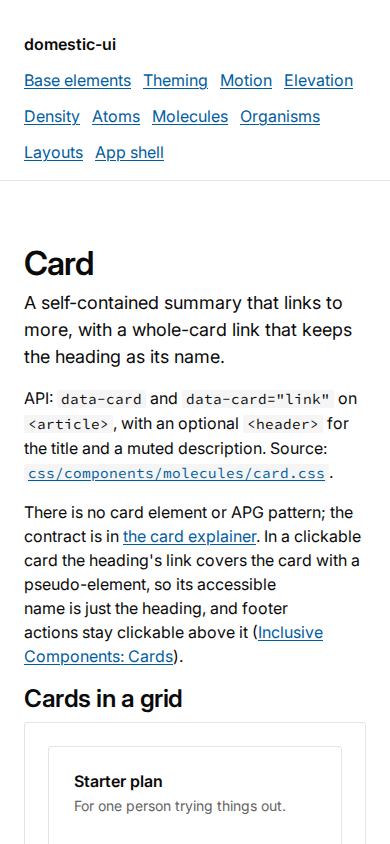 domestic-ui
Base elements Theming Motion Elevation
Density Atoms Molecules Organisms
Layouts App shell
Card
A self-contained summary that links to
more, with a whole-card link that keeps
the heading as its name.
API: data-card and data-card="link" on
<article>, with an optional <header> for
the title and a muted description. Source:
css/components/molecules/card.css.
There is no card element or APG pattern; the
contract is in the card explainer. In a clickable
card the heading's link covers the card with a
pseudo-element, so its accessible
name is just the heading, and footer
actions stay clickable above it (Inclusive
Components: Cards).
Cards in a grid
Starter plan
For one person trying things out.